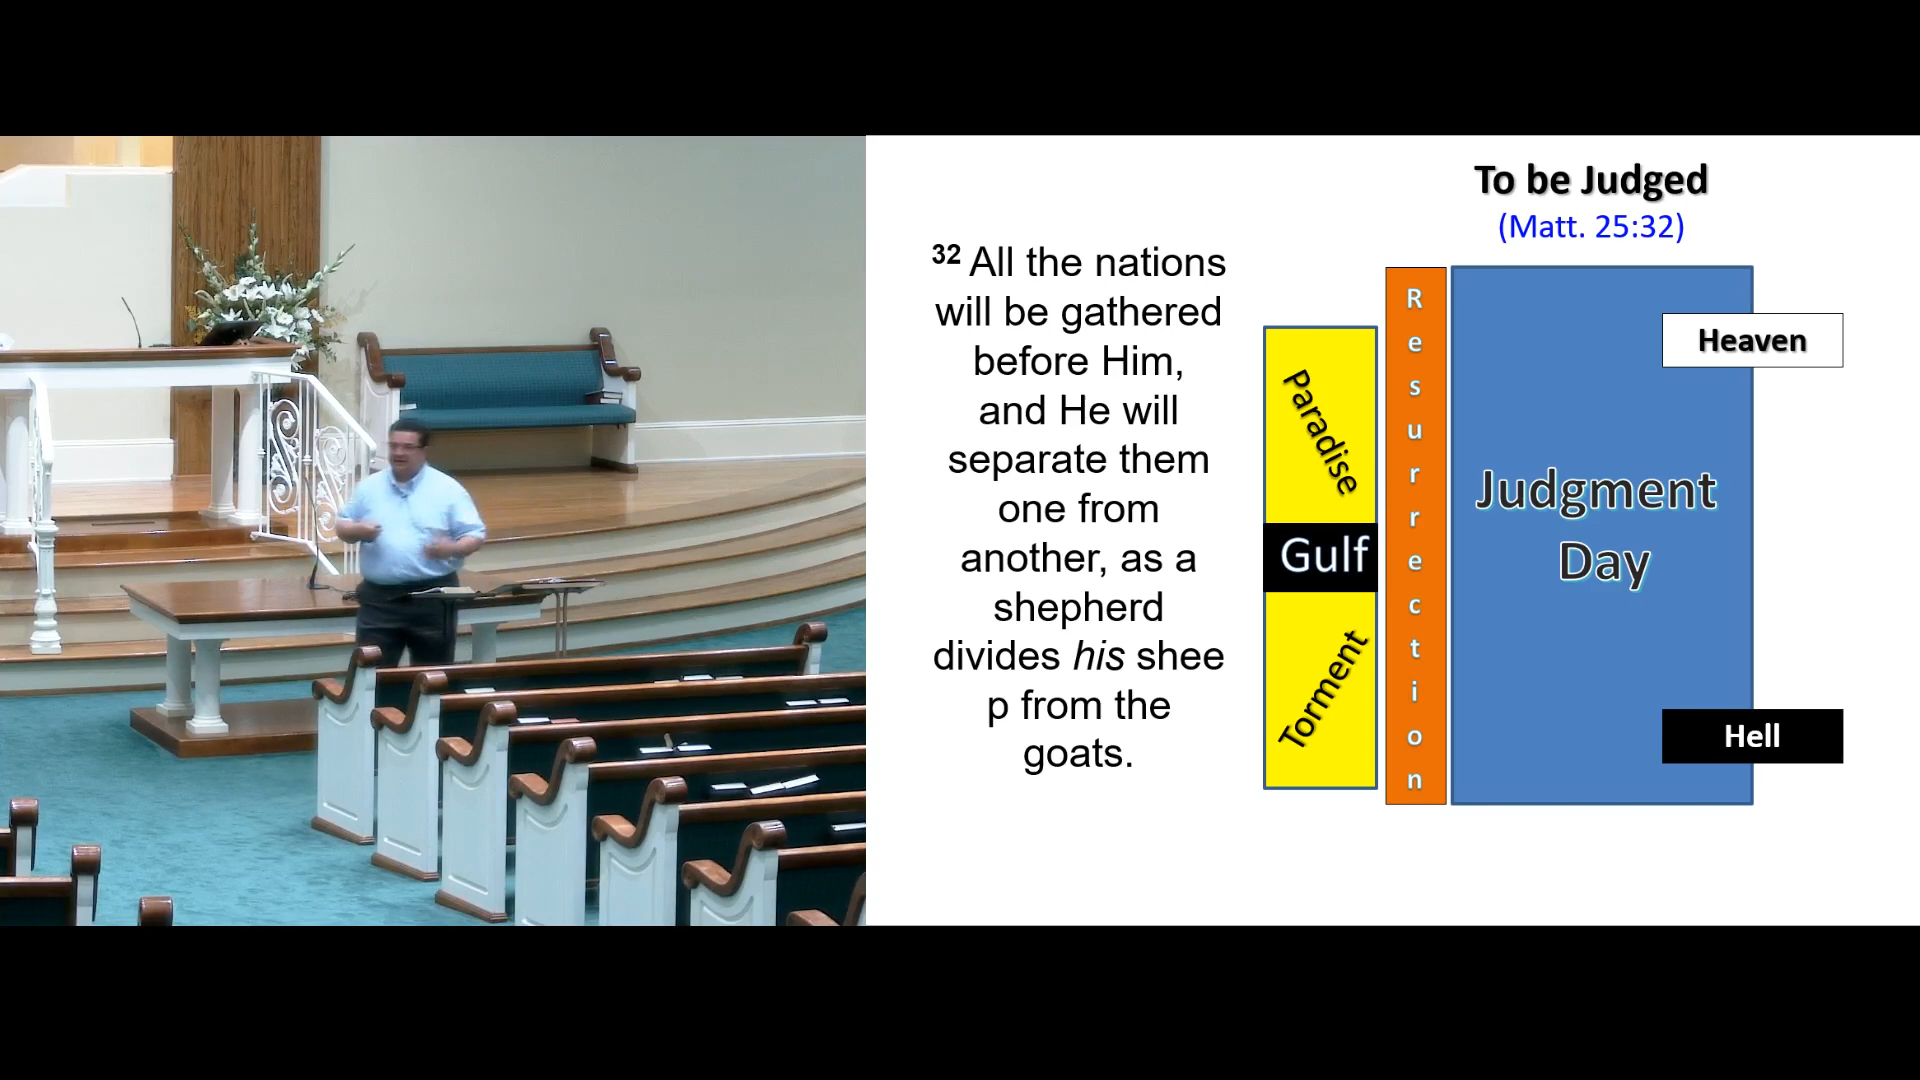 To be Judged
(Matt. 25:32)
32 All the nations
will be gathered
before Him,
and He will
separate them
one from
another, as a
shepherd
divides his shee
p from the
goats.
Paradise
Gulf
Torment
Resurrection
Judgment
Day
Heaven
Hell